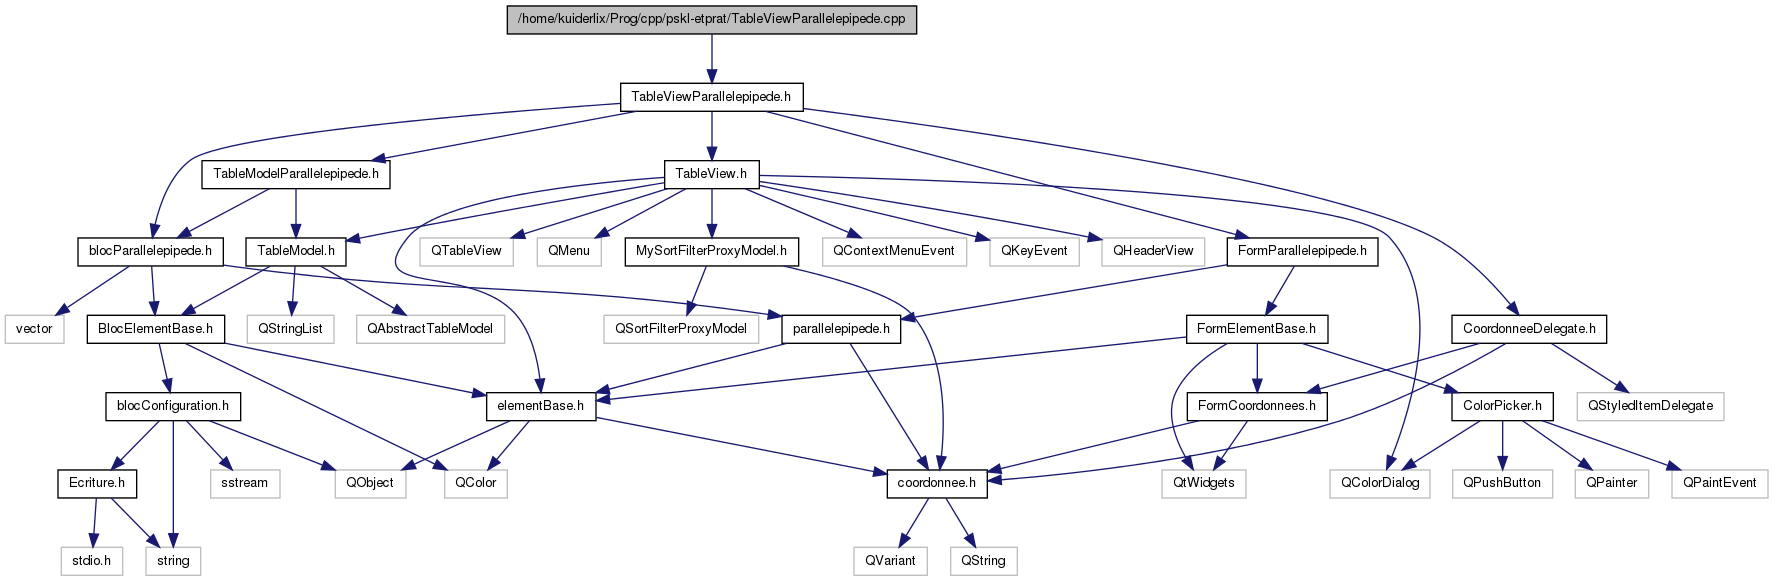 /home/kuiderlix/Prog/cpp/pskl-etprat/TableViewParallelepipede.cpp
TableViewParallelepipede.h
TableModelParallelepipede.h
TableView.h
blocParallelepipede.h
TableModel.h
QTableView
QMenu
MySortFilterProxyModel.h
QContextMenuEvent
QKeyEvent
QHeaderView
FormParallelepipede.h
vector
BlocElementBase.h
QStringList
QAbstractTableModel
QSortFilterProxyModel
parallelepipede.h
FormElementBase.h
CoordonneeDelegate.h
blocConfiguration.h
elementBase.h
FormCoordonnees.h
ColorPicker.h
QStyledItemDelegate
Ecriture.h
sstream
QObject
QColor
coordonnee.h
QtWidgets
QColorDialog
QPushButton
QPainter
QPaintEvent
stdio.h
string
QVariant
QString